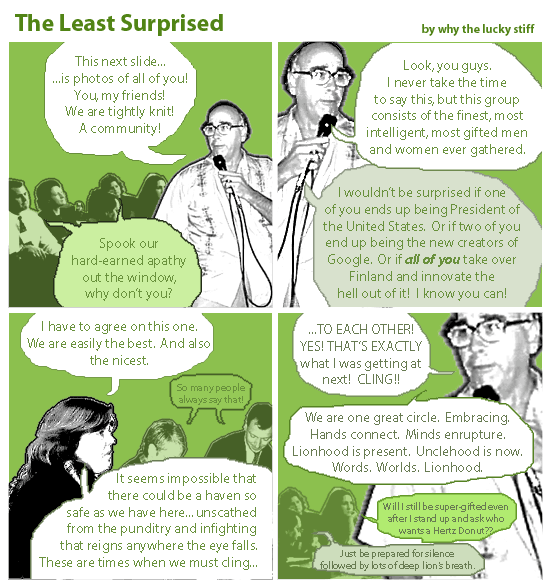 The Least Surprised
by why the lucky stiff
This next slide...
...is photos of all of you!
You, my friends!
We are tightly knit!
A community!
Spook our
hard-earned apathy
out the window,
why don't you?
Look, you guys.
I never take the time
to say this, but this group
consists of the finest, most
intelligent, most gifted men
and women ever gathered.
I wouldn't be surprised if one
of you ends up being President of
the United States. Or if two of you
end up being the new creators of
Google. Or if all of you take over
Finland and innovate the
hell out of it! I know you can!
I have to agree on this one.
We are easily the best. And also
the nicest.
So many people
always say that!
It seems impossible that
there could be a haven so
safe as we have here... unscathed
from the punditry and infighting
that reigns anywhere the eye falls.
These are times when we must cling...
...TO EACH OTHER!
YES! THAT'S EXACTLY
what I was getting at
next! CLING!!
We are one great circle. Embracing.
Hands connect. Minds enrupture.
Lionhood is present. Unclehood is now.
Words. Worlds. Lionhood.
Will I still be super-gifted even
after I stand up and ask who
wants a Hertz Donut??
Just be prepared for silence
followed by lots of deep lion's breath.